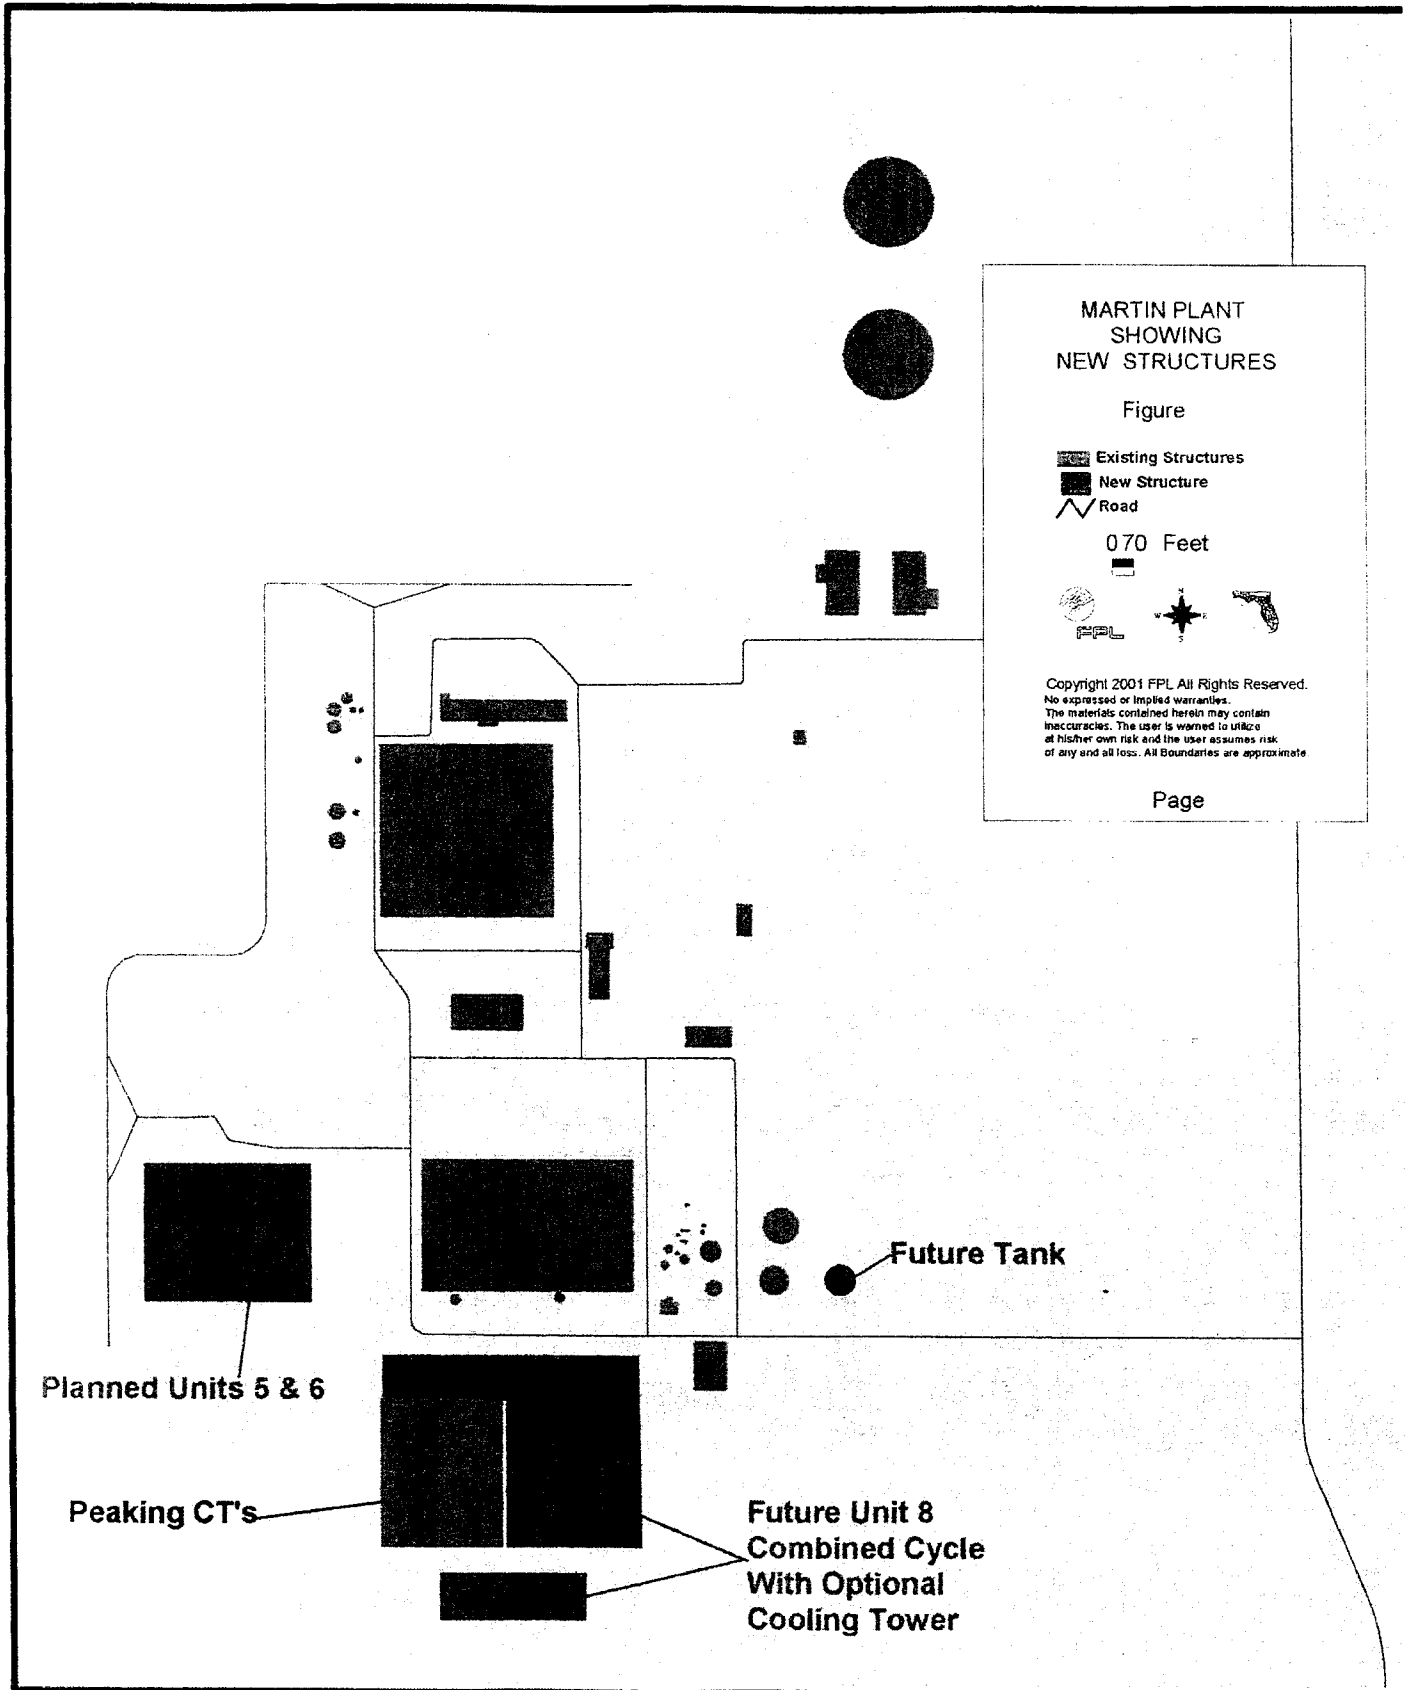 MARTIN PLANT
SHOWING
NEW STRUCTURES
Figure
Existing Structures
New Structure
Road
0 70 Feet
FPL
N
W E
S
Copyright 2001 FPL All Rights Reserved.
No expressed or implied warranties.
The materials contained herein may contain
inaccuracies. The user is warned to utilize
at his/her own risk and the user assumes risk
of any and all loss. All Boundaries are approximate
Page
Future Tank
Planned Units 5 & 6
Peaking CT's
Future Unit 8
Combined Cycle
With Optional
Cooling Tower